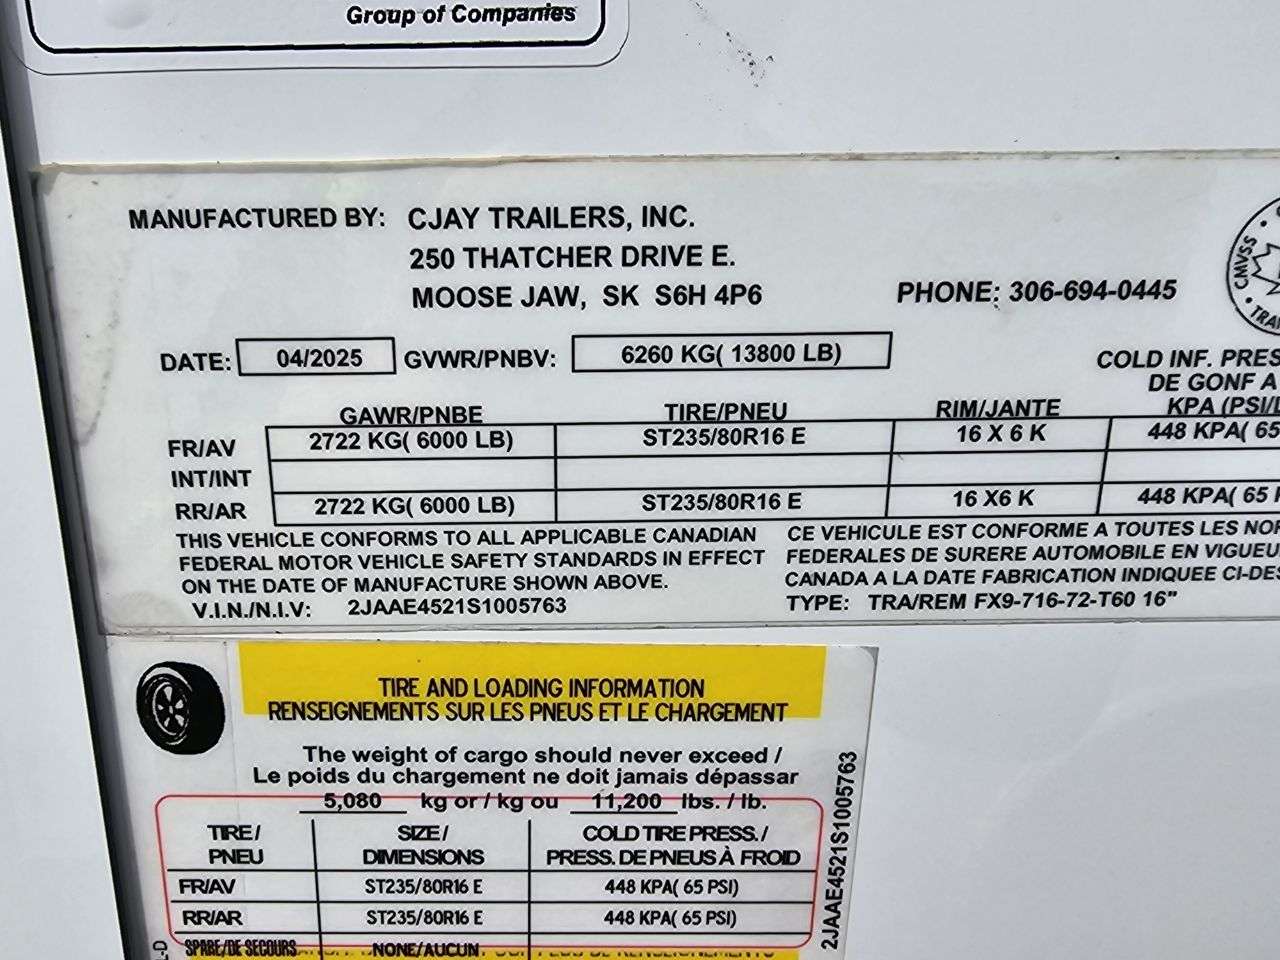 Group of Companies
MANUFACTURED BY: CJAY TRAILERS, INC.
250 THATCHER DRIVE E.
MOOSE JAW, SK S6H 4P6 PHONE: 306-694-0445
CMVSS
DATE: 04/2025 GVWR/PNBV: 6260 KG( 13800 LB)
COLD INF. PRES
DE GONF A
GAWR/PNBE TIRE/PNEU RIM/JANTE KPA (PSI/L
FR/AV 2722 KG( 6000 LB) ST235/80R16 E 16 X 6 K 448 KPA( 65
INT/INT
RR/AR 2722 KG( 6000 LB) ST235/80R16 E 16 X6 K 448 KPA( 65
THIS VEHICLE CONFORMS TO ALL APPLICABLE CANADIAN
FEDERAL MOTOR VEHICLE SAFETY STANDARDS IN EFFECT
ON THE DATE OF MANUFACTURE SHOWN ABOVE.
V.I.N./N.I.V: 2JAAE4521S1005763
CE VEHICULE EST CONFORME A TOUTES LES NOR
FEDERALES DE SURERE AUTOMOBILE EN VIGUEU
CANADA A LA DATE FABRICATION INDIQUEE CI-DES
TYPE: TRA/REM FX9-716-72-T60 16"
TIRE AND LOADING INFORMATION
RENSEIGNEMENTS SUR LES PNEUS ET LE CHARGEMENT
The weight of cargo should never exceed /
Le poids du chargement ne doit jamais dépassar
5,080 kg or / kg ou 11,200 lbs. / lb.
TIRE / SIZE / COLD TIRE PRESS. /
PNEU DIMENSIONS PRESS. DE PNEUS À FROID
FR/AV ST235/80R16 E 448 KPA( 65 PSI)
RR/AR ST235/80R16 E 448 KPA( 65 PSI)
SPARE/DE SECOURS NONE/AUCUN
2JAAE4521S1005763